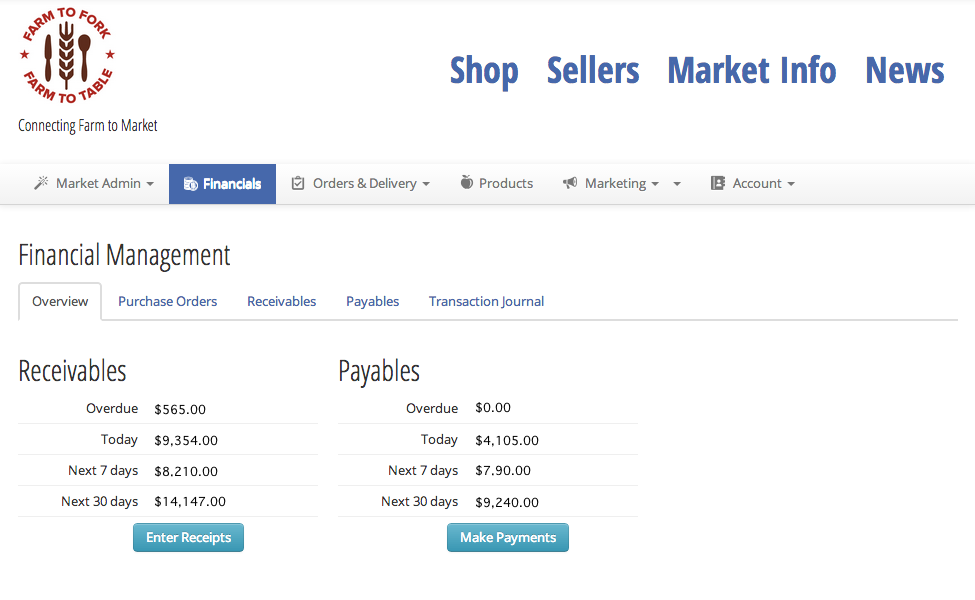 FARM TO FORK
FARM TO TABLE
Connecting Farm to Market
Shop Sellers Market Info News
Market Admin Financials Orders & Delivery Products Marketing Account
Financial Management
Overview Purchase Orders Receivables Payables Transaction Journal
Receivables Payables
Overdue $565.00 Overdue $0.00
Today $9,354.00 Today $4,105.00
Next 7 days $8,210.00 Next 7 days $7,90.00
Next 30 days $14,147.00 Next 30 days $9,240.00
Enter Receipts Make Payments